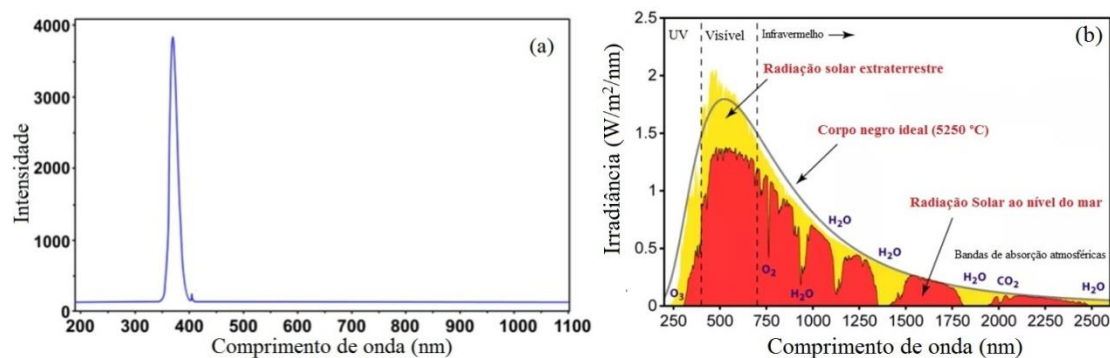 (a)
Intensidade
4000
3000
2000
1000
0
200 300 400 500 600 700 800 900 1000 1100
Comprimento de onda (nm)
(b)
UV Visível Infravermelho
Radiação solar extraterrestre
Corpo negro ideal (5250 ºC)
Radiação Solar ao nível do mar
Bandas de absorção atmosféricas
H₂O
H₂O
H₂O CO₂ H₂O
O₃ O₂ H₂O
Irradiância (W/m²/nm)
2.5
2
1.5
1
0.5
0
250 500 750 1000 1250 1500 1750 2000 2250 2500
Comprimento de onda (nm)